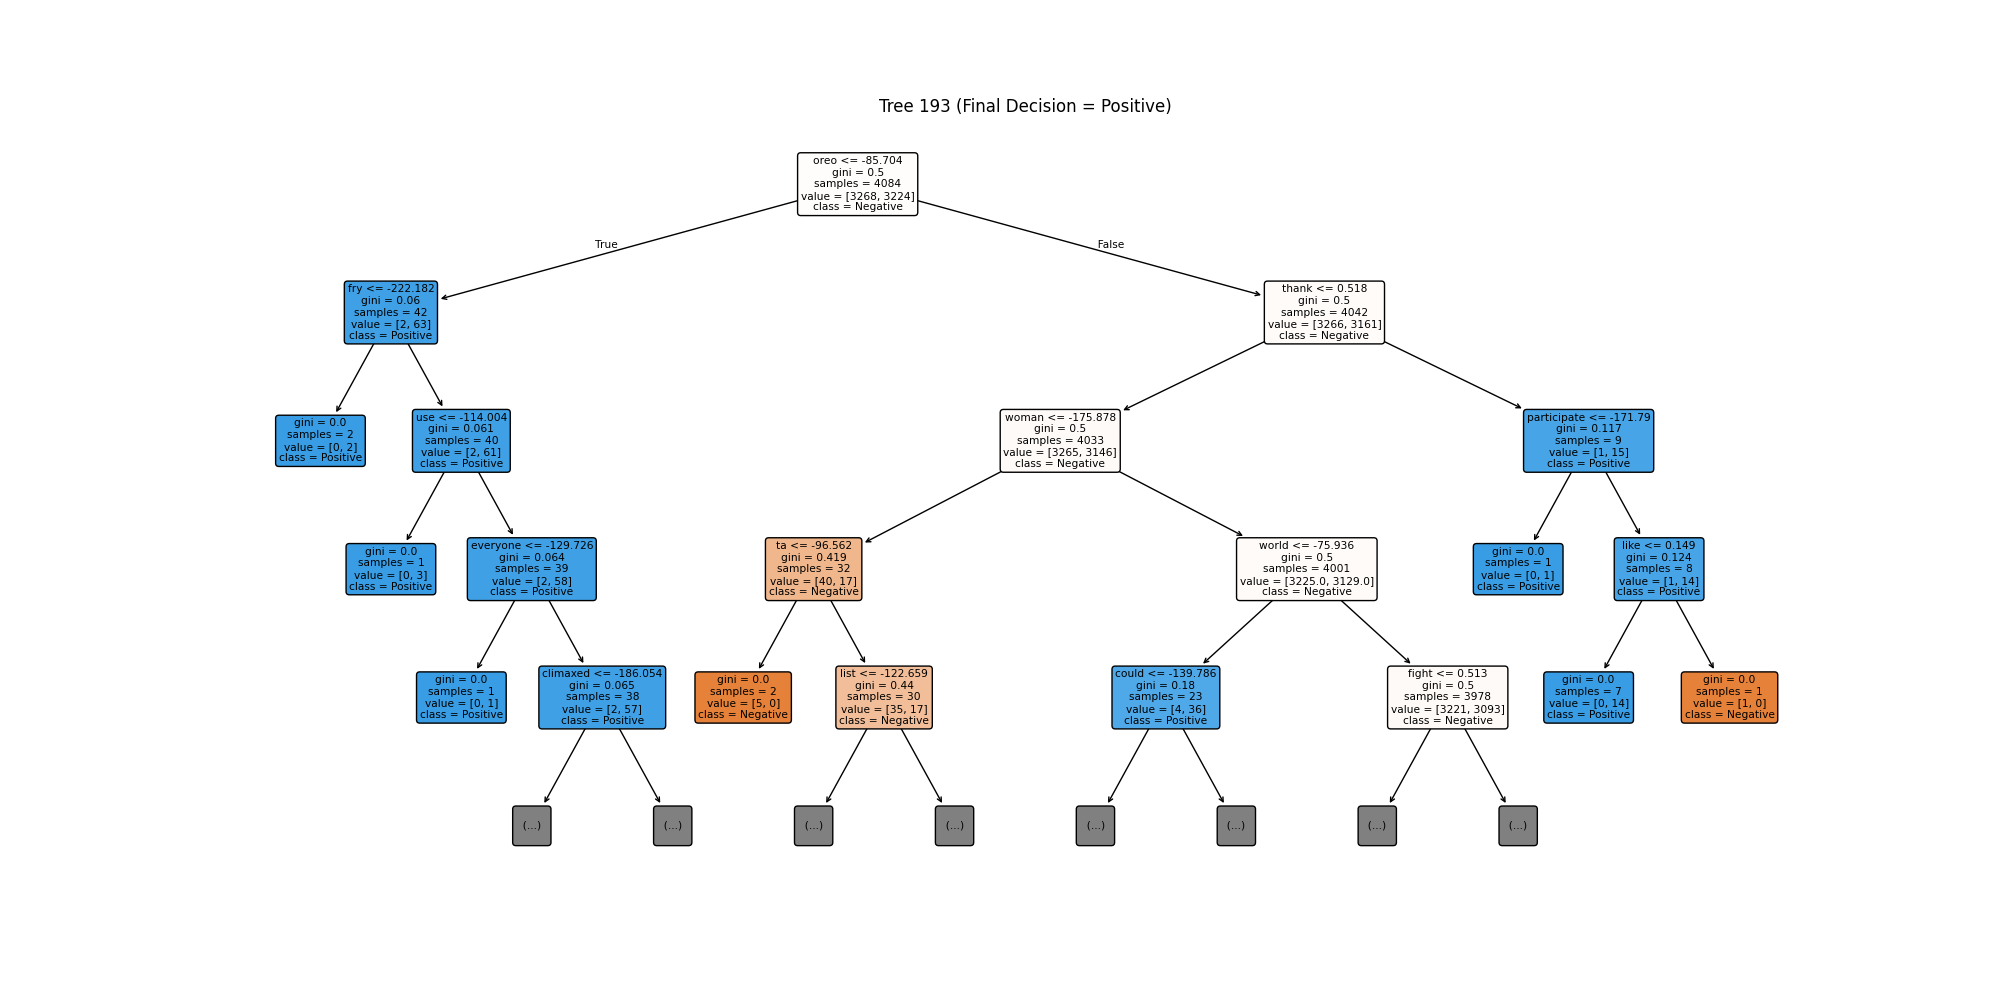 Tree 193 (Final Decision = Positive)
oreo <= -85.704
gini = 0.5
samples = 4084
value = [3268, 3224]
class = Negative
True
False
fry <= -222.182
gini = 0.06
samples = 42
value = [2, 63]
class = Positive
thank <= 0.518
gini = 0.5
samples = 4042
value = [3266, 3161]
class = Negative
gini = 0.0
samples = 2
value = [0, 2]
class = Positive
use <= -114.004
gini = 0.061
samples = 40
value = [2, 61]
class = Positive
woman <= -175.878
gini = 0.5
samples = 4033
value = [3265, 3146]
class = Negative
participate <= -171.79
gini = 0.117
samples = 9
value = [1, 15]
class = Positive
gini = 0.0
samples = 1
value = [0, 3]
class = Positive
everyone <= -129.726
gini = 0.064
samples = 39
value = [2, 58]
class = Positive
ta <= -96.562
gini = 0.419
samples = 32
value = [40, 17]
class = Negative
world <= -75.936
gini = 0.5
samples = 4001
value = [3225.0, 3129.0]
class = Negative
gini = 0.0
samples = 1
value = [0, 1]
class = Positive
like <= 0.149
gini = 0.124
samples = 8
value = [1, 14]
class = Positive
gini = 0.0
samples = 1
value = [0, 1]
class = Positive
climaxed <= -186.054
gini = 0.065
samples = 38
value = [2, 57]
class = Positive
gini = 0.0
samples = 2
value = [5, 0]
class = Negative
list <= -122.659
gini = 0.44
samples = 30
value = [35, 17]
class = Negative
could <= -139.786
gini = 0.18
samples = 23
value = [4, 36]
class = Positive
fight <= 0.513
gini = 0.5
samples = 3978
value = [3221, 3093]
class = Negative
gini = 0.0
samples = 7
value = [0, 14]
class = Positive
gini = 0.0
samples = 1
value = [1, 0]
class = Negative
(...)
(...)
(...)
(...)
(...)
(...)
(...)
(...)